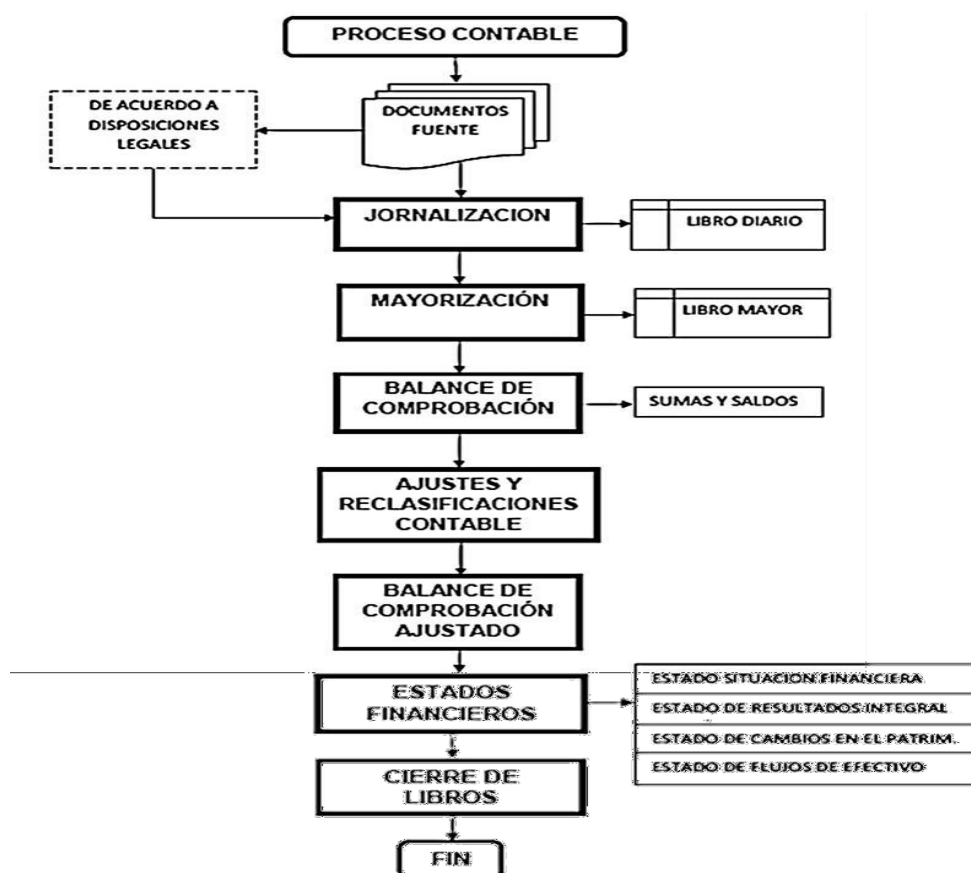 PROCESO CONTABLE
DE ACUERDO A
DISPOSICIONES
LEGALES
DOCUMENTOS
FUENTE
JORNALIZACION
LIBRO DIARIO
MAYORIZACIÓN
LIBRO MAYOR
BALANCE DE
COMPROBACIÓN
SUMAS Y SALDOS
AJUSTES Y
RECLASIFICACIONES
CONTABLE
BALANCE DE
COMPROBACIÓN
AJUSTADO
ESTADOS
FINANCIEROS
ESTADO SITUACION FINANCIERA
ESTADO DE RESULTADOS INTEGRAL
ESTADO DE CAMBIOS EN EL PATRIM.
ESTADO DE FLUJOS DE EFECTIVO
CIERRE DE
LIBROS
FIN